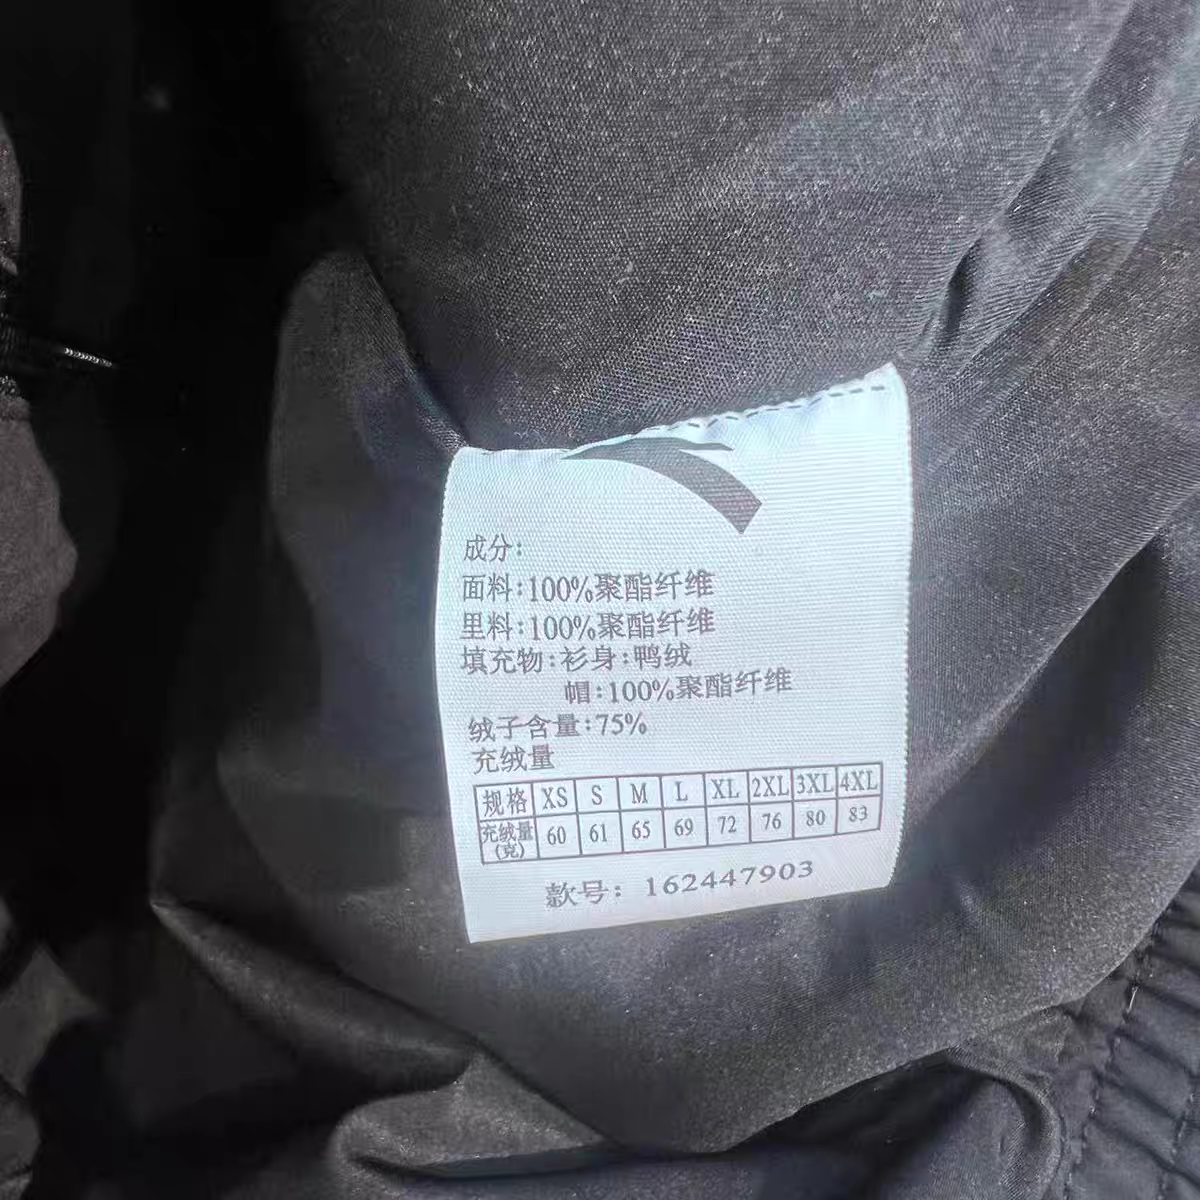 成分:
面料:100%聚酯纤维
里料:100%聚酯纤维
填充物:衫身:鸭绒
帽:100%聚酯纤维
绒子含量:75%
充绒量
规格 XS S M L XL 2XL 3XL 4XL
充绒量(克) 60 61 65 69 72 76 80 83
款号: 162447903